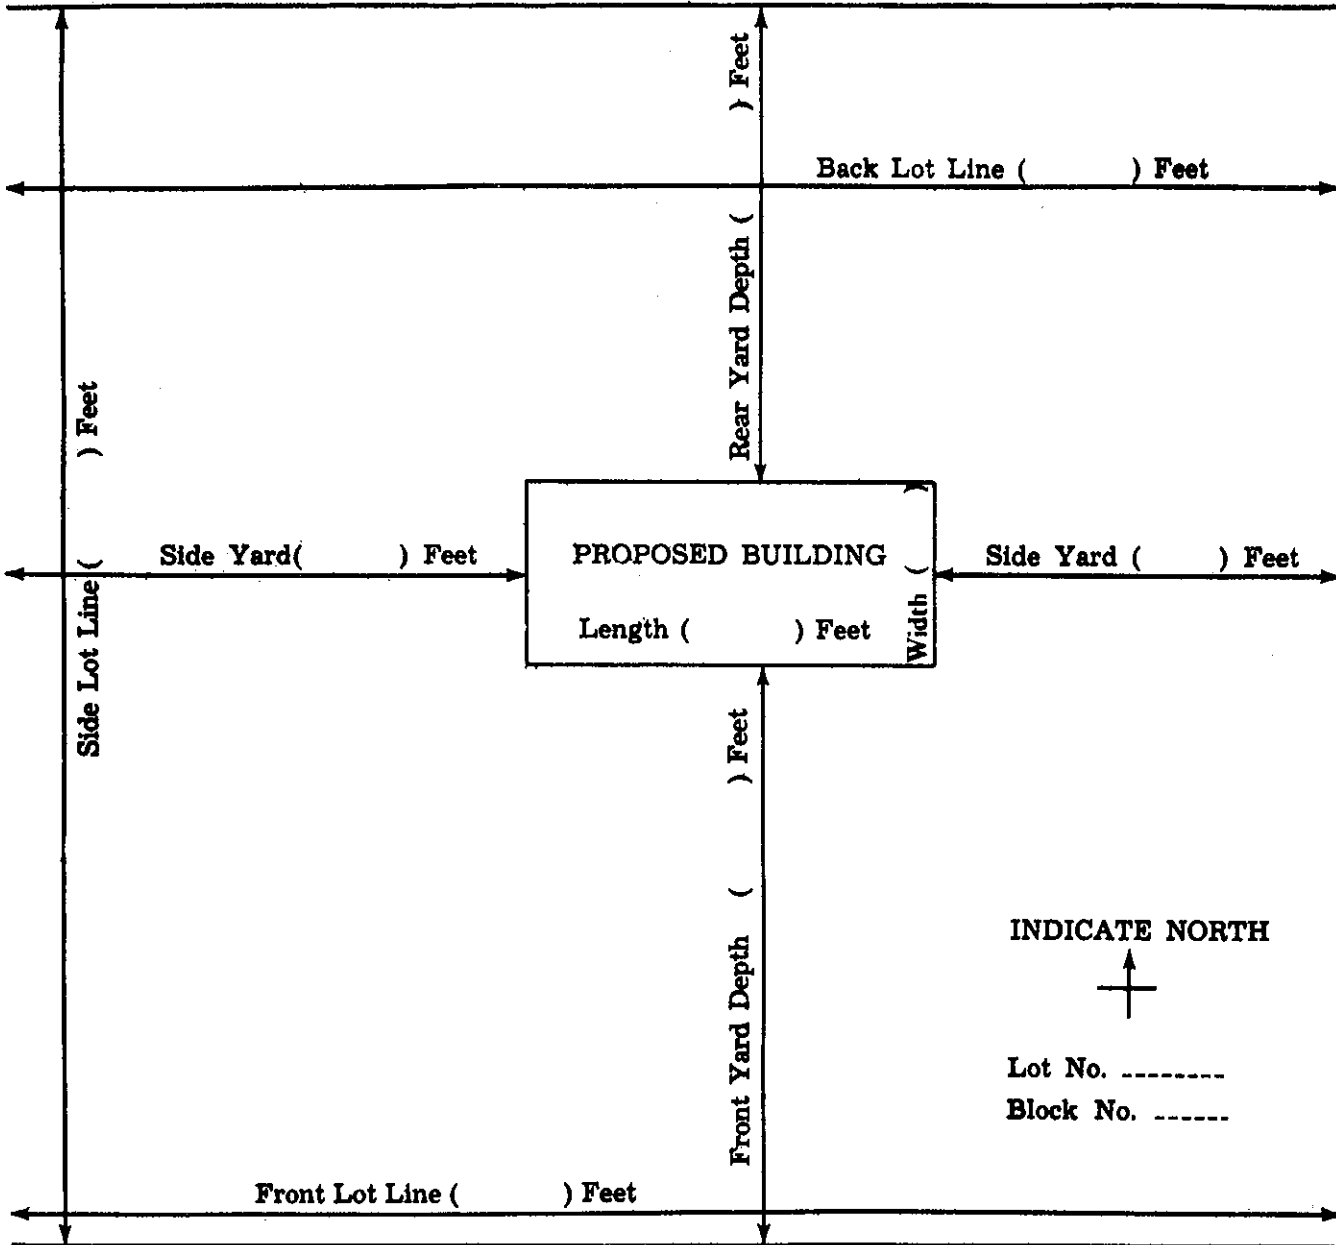 Rear Yard Depth ( ) Feet
Back Lot Line ( ) Feet
Side Lot Line ( ) Feet
Side Yard( ) Feet
PROPOSED BUILDING
Length ( ) Feet
Width ( )
Side Yard ( ) Feet
Front Yard Depth ( ) Feet
INDICATE NORTH
Lot No. --------
Block No. ------
Front Lot Line ( ) Feet